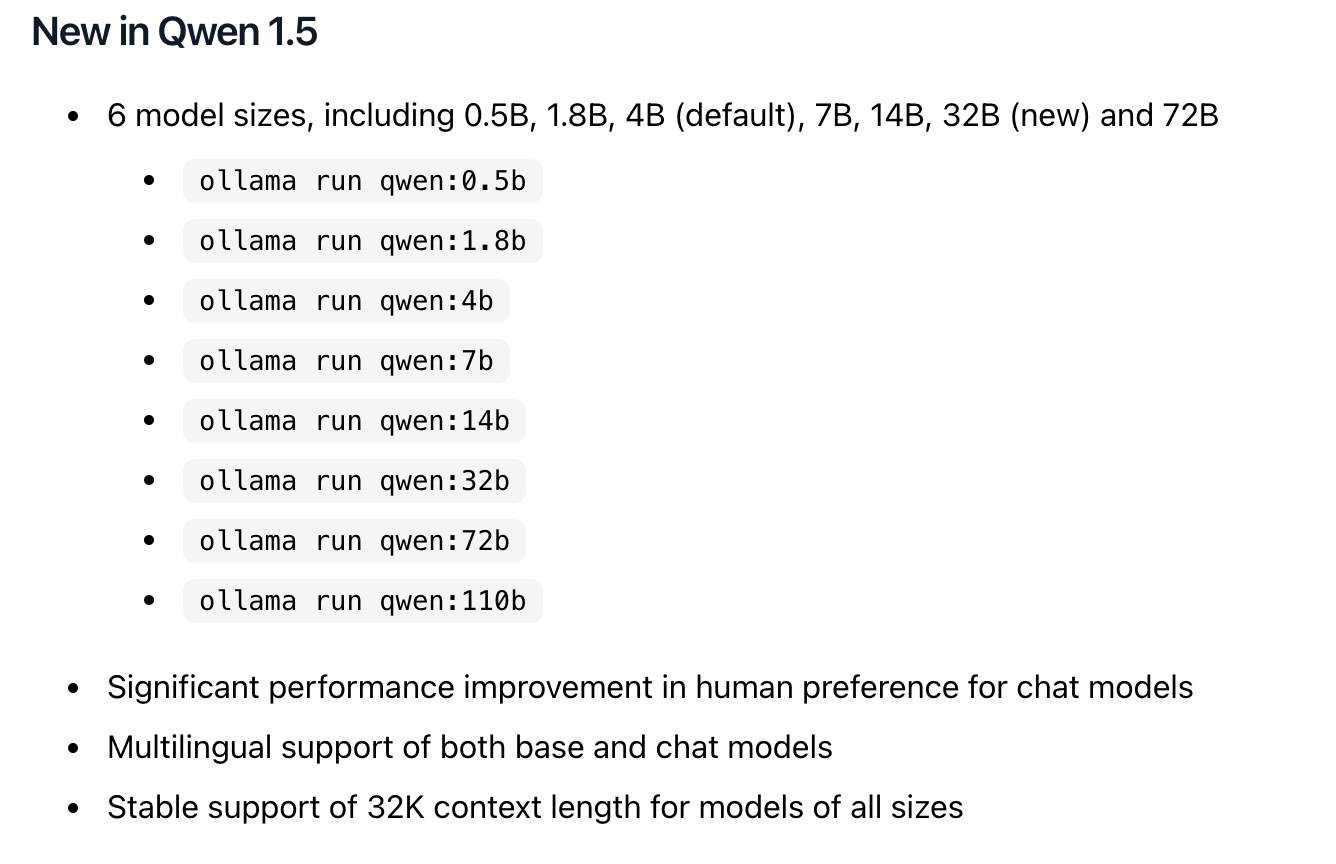 New in Qwen 1.5
• 6 model sizes, including 0.5B, 1.8B, 4B (default), 7B, 14B, 32B (new) and 72B
• ollama run qwen:0.5b
• ollama run qwen:1.8b
• ollama run qwen:4b
• ollama run qwen:7b
• ollama run qwen:14b
• ollama run qwen:32b
• ollama run qwen:72b
• ollama run qwen:110b
• Significant performance improvement in human preference for chat models
• Multilingual support of both base and chat models
• Stable support of 32K context length for models of all sizes